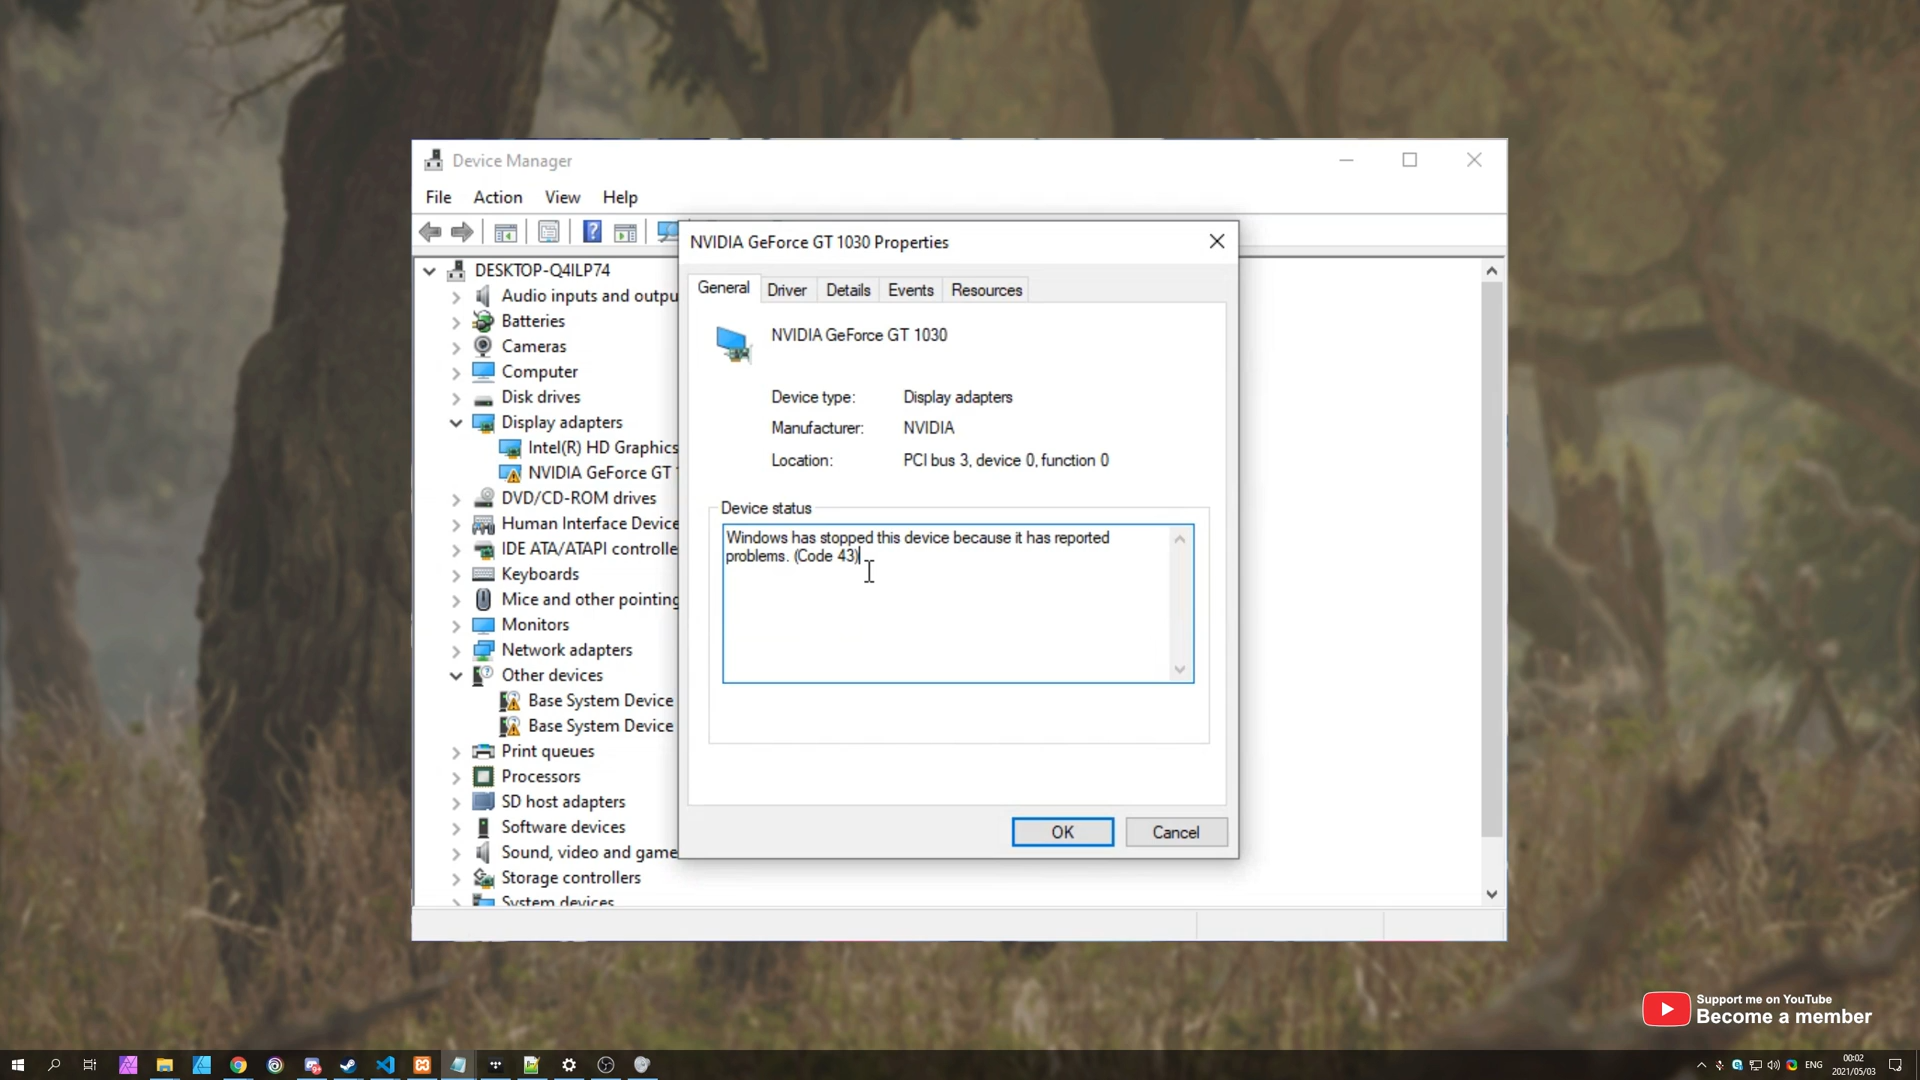 Device Manager
File Action View Help
NVIDIA GeForce GT 1030 Properties
General Driver Details Events Resources
NVIDIA GeForce GT 1030
Device type: Display adapters
Manufacturer: NVIDIA
Location: PCI bus 3, device 0, function 0
Device status
Windows has stopped this device because it has reported
problems. (Code 43)
OK Cancel
DESKTOP-Q4ILP74
Audio inputs and outpu
Batteries
Cameras
Computer
Disk drives
Display adapters
Intel(R) HD Graphics
NVIDIA GeForce GT
DVD/CD-ROM drives
Human Interface Device
IDE ATA/ATAPI controlle
Keyboards
Mice and other pointing
Monitors
Network adapters
Other devices
Base System Device
Base System Device
Print queues
Processors
SD host adapters
Software devices
Sound, video and game
Storage controllers
System devices
Support me on YouTube
Become a member
ENG
00:02
2021/05/03